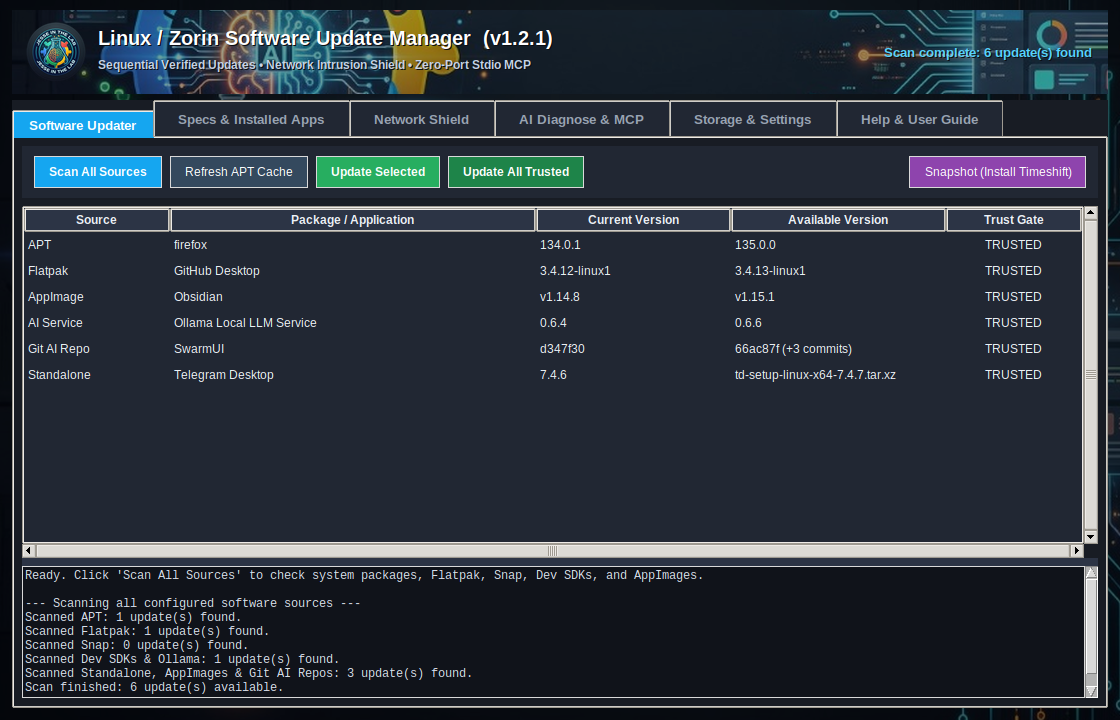 JESSE IN THE LAB
JESSE IN THE LAB
Linux / Zorin Software Update Manager (v1.2.1)
Sequential Verified Updates • Network Intrusion Shield • Zero-Port Stdio MCP
Scan complete: 6 update(s) found
Software Updater
Specs & Installed Apps
Network Shield
AI Diagnose & MCP
Storage & Settings
Help & User Guide
Scan All Sources
Refresh APT Cache
Update Selected
Update All Trusted
Snapshot (Install Timeshift)
Source Package / Application Current Version Available Version Trust Gate
APT firefox 134.0.1 135.0.0 TRUSTED
Flatpak GitHub Desktop 3.4.12-linux1 3.4.13-linux1 TRUSTED
AppImage Obsidian v1.14.8 v1.15.1 TRUSTED
AI Service Ollama Local LLM Service 0.6.4 0.6.6 TRUSTED
Git AI Repo SwarmUI d347f30 66ac87f (+3 commits) TRUSTED
Standalone Telegram Desktop 7.4.6 td-setup-linux-x64-7.4.7.tar.xz TRUSTED
Ready. Click 'Scan All Sources' to check system packages, Flatpak, Snap, Dev SDKs, and AppImages.
--- Scanning all configured software sources ---
Scanned APT: 1 update(s) found.
Scanned Flatpak: 1 update(s) found.
Scanned Snap: 0 update(s) found.
Scanned Dev SDKs & Ollama: 1 update(s) found.
Scanned Standalone, AppImages & Git AI Repos: 3 update(s) found.
Scan finished: 6 update(s) available.